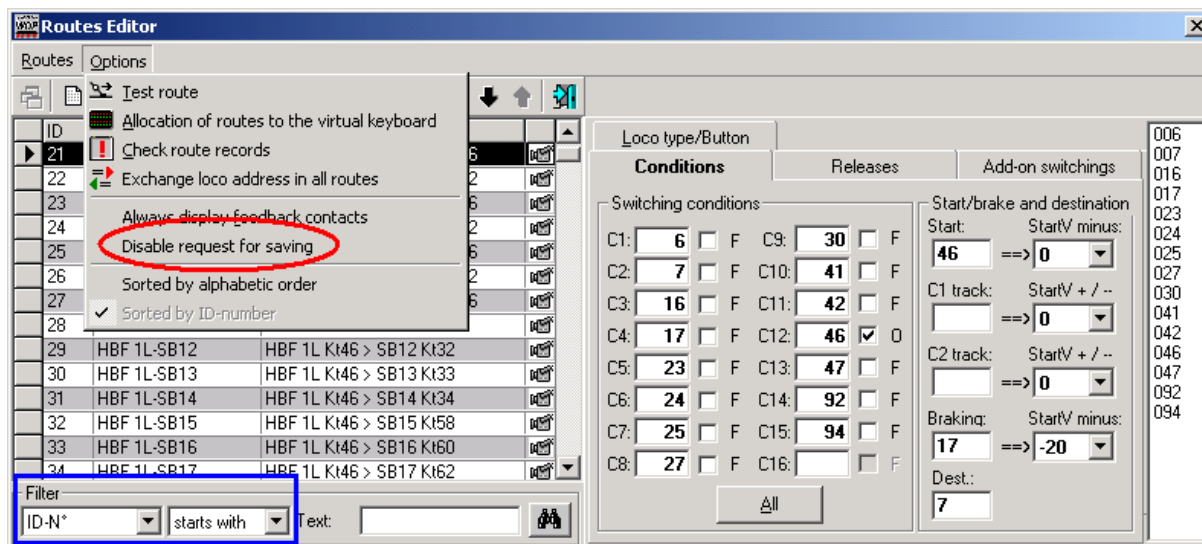 Routes Editor
Routes Options
Test route
Allocation of routes to the virtual keyboard
Check route records
Exchange loco address in all routes
Always display feedback contacts
Disable request for saving
Sorted by alphabetic order
Sorted by ID-number
ID
21 6
22 2
23 6
24 2
25 6
26 2
27 6
28
29 HBF 1L-SB12 HBF 1L Kt46 > SB12 Kt32
30 HBF 1L-SB13 HBF 1L Kt46 > SB13 Kt33
31 HBF 1L-SB14 HBF 1L Kt46 > SB14 Kt34
32 HBF 1L-SB15 HBF 1L Kt46 > SB15 Kt58
33 HBF 1L-SB16 HBF 1L Kt46 > SB16 Kt60
34 HBF 1L-SB17 HBF 1L Kt46 > SB17 Kt62
Filter
ID-N° starts with Text:
Loco type/Button
Conditions Releases Add-on switchings
Switching conditions
C1: 6 F C9: 30 F
C2: 7 F C10: 41 F
C3: 16 F C11: 42 F
C4: 17 F C12: 46 O
C5: 23 F C13: 47 F
C6: 24 F C14: 92 F
C7: 25 F C15: 94 F
C8: 27 F C16: F
All
Start/brake and destination
Start: StartV minus:
46 ==> 0
C1 track: StartV + / --
==> 0
C2 track: StartV + / --
==> 0
Braking: StartV minus:
17 ==> -20
Dest.:
7
006
007
016
017
023
024
025
027
030
041
042
046
047
092
094